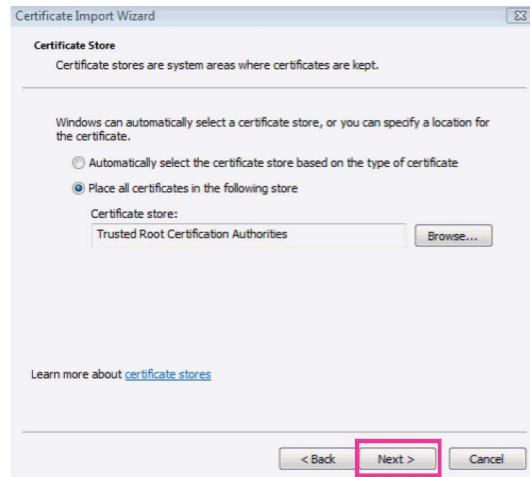 Certificate Import Wizard
Certificate Store
Certificate stores are system areas where certificates are kept.
Windows can automatically select a certificate store, or you can specify a location for
the certificate.
Automatically select the certificate store based on the type of certificate
Place all certificates in the following store
Certificate store:
Trusted Root Certification Authorities
Browse...
Learn more about certificate stores
< Back
Next >
Cancel